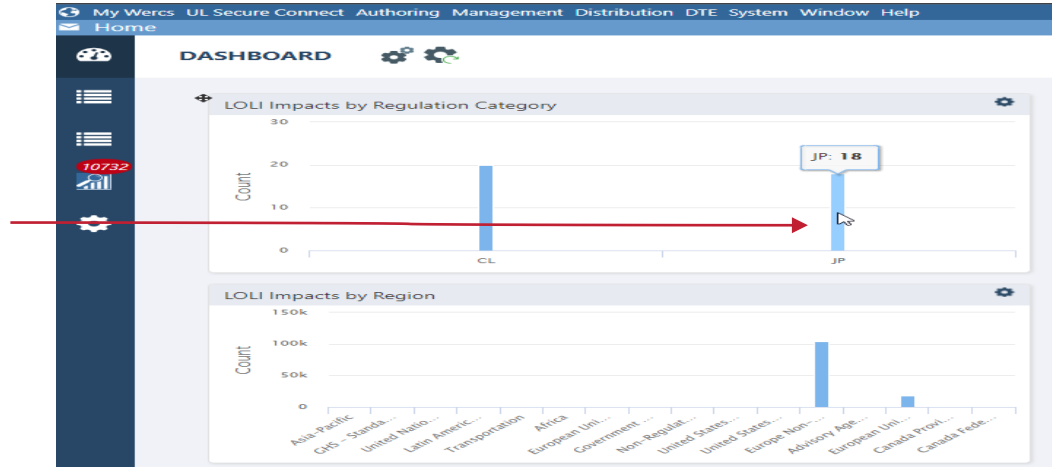 My Wercs UL Secure Connect Authoring Management Distribution DTE System Window Help
Home
DASHBOARD
10732
LOLI Impacts by Regulation Category
30
20
10
0
Count
JP: 18
CL
JP
LOLI Impacts by Region
150k
100k
50k
0
Count
Asia-Pacific
GHS - Standa...
United Natio...
Latin Americ...
Transportation
Africa
European Uni...
Government ...
Non-Regulat...
United States...
United States...
Europe Non-...
Advisory Age...
European Uni...
Canada Provi...
Canada Fede...